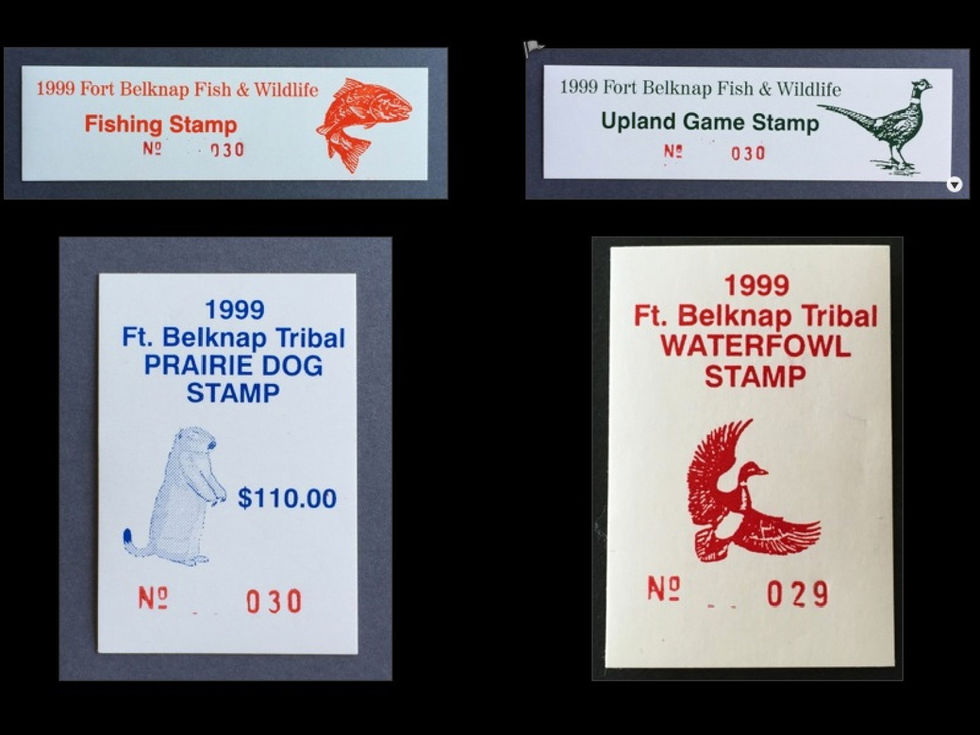 1999 Fort Belknap Fish & Wildlife
Fishing Stamp
Nº 030
1999 Fort Belknap Fish & Wildlife
Upland Game Stamp
Nº 030
1999
Ft. Belknap Tribal
PRAIRIE DOG
STAMP
$110.00
Nº 030
1999
Ft. Belknap Tribal
WATERFOWL
STAMP
Nº 029